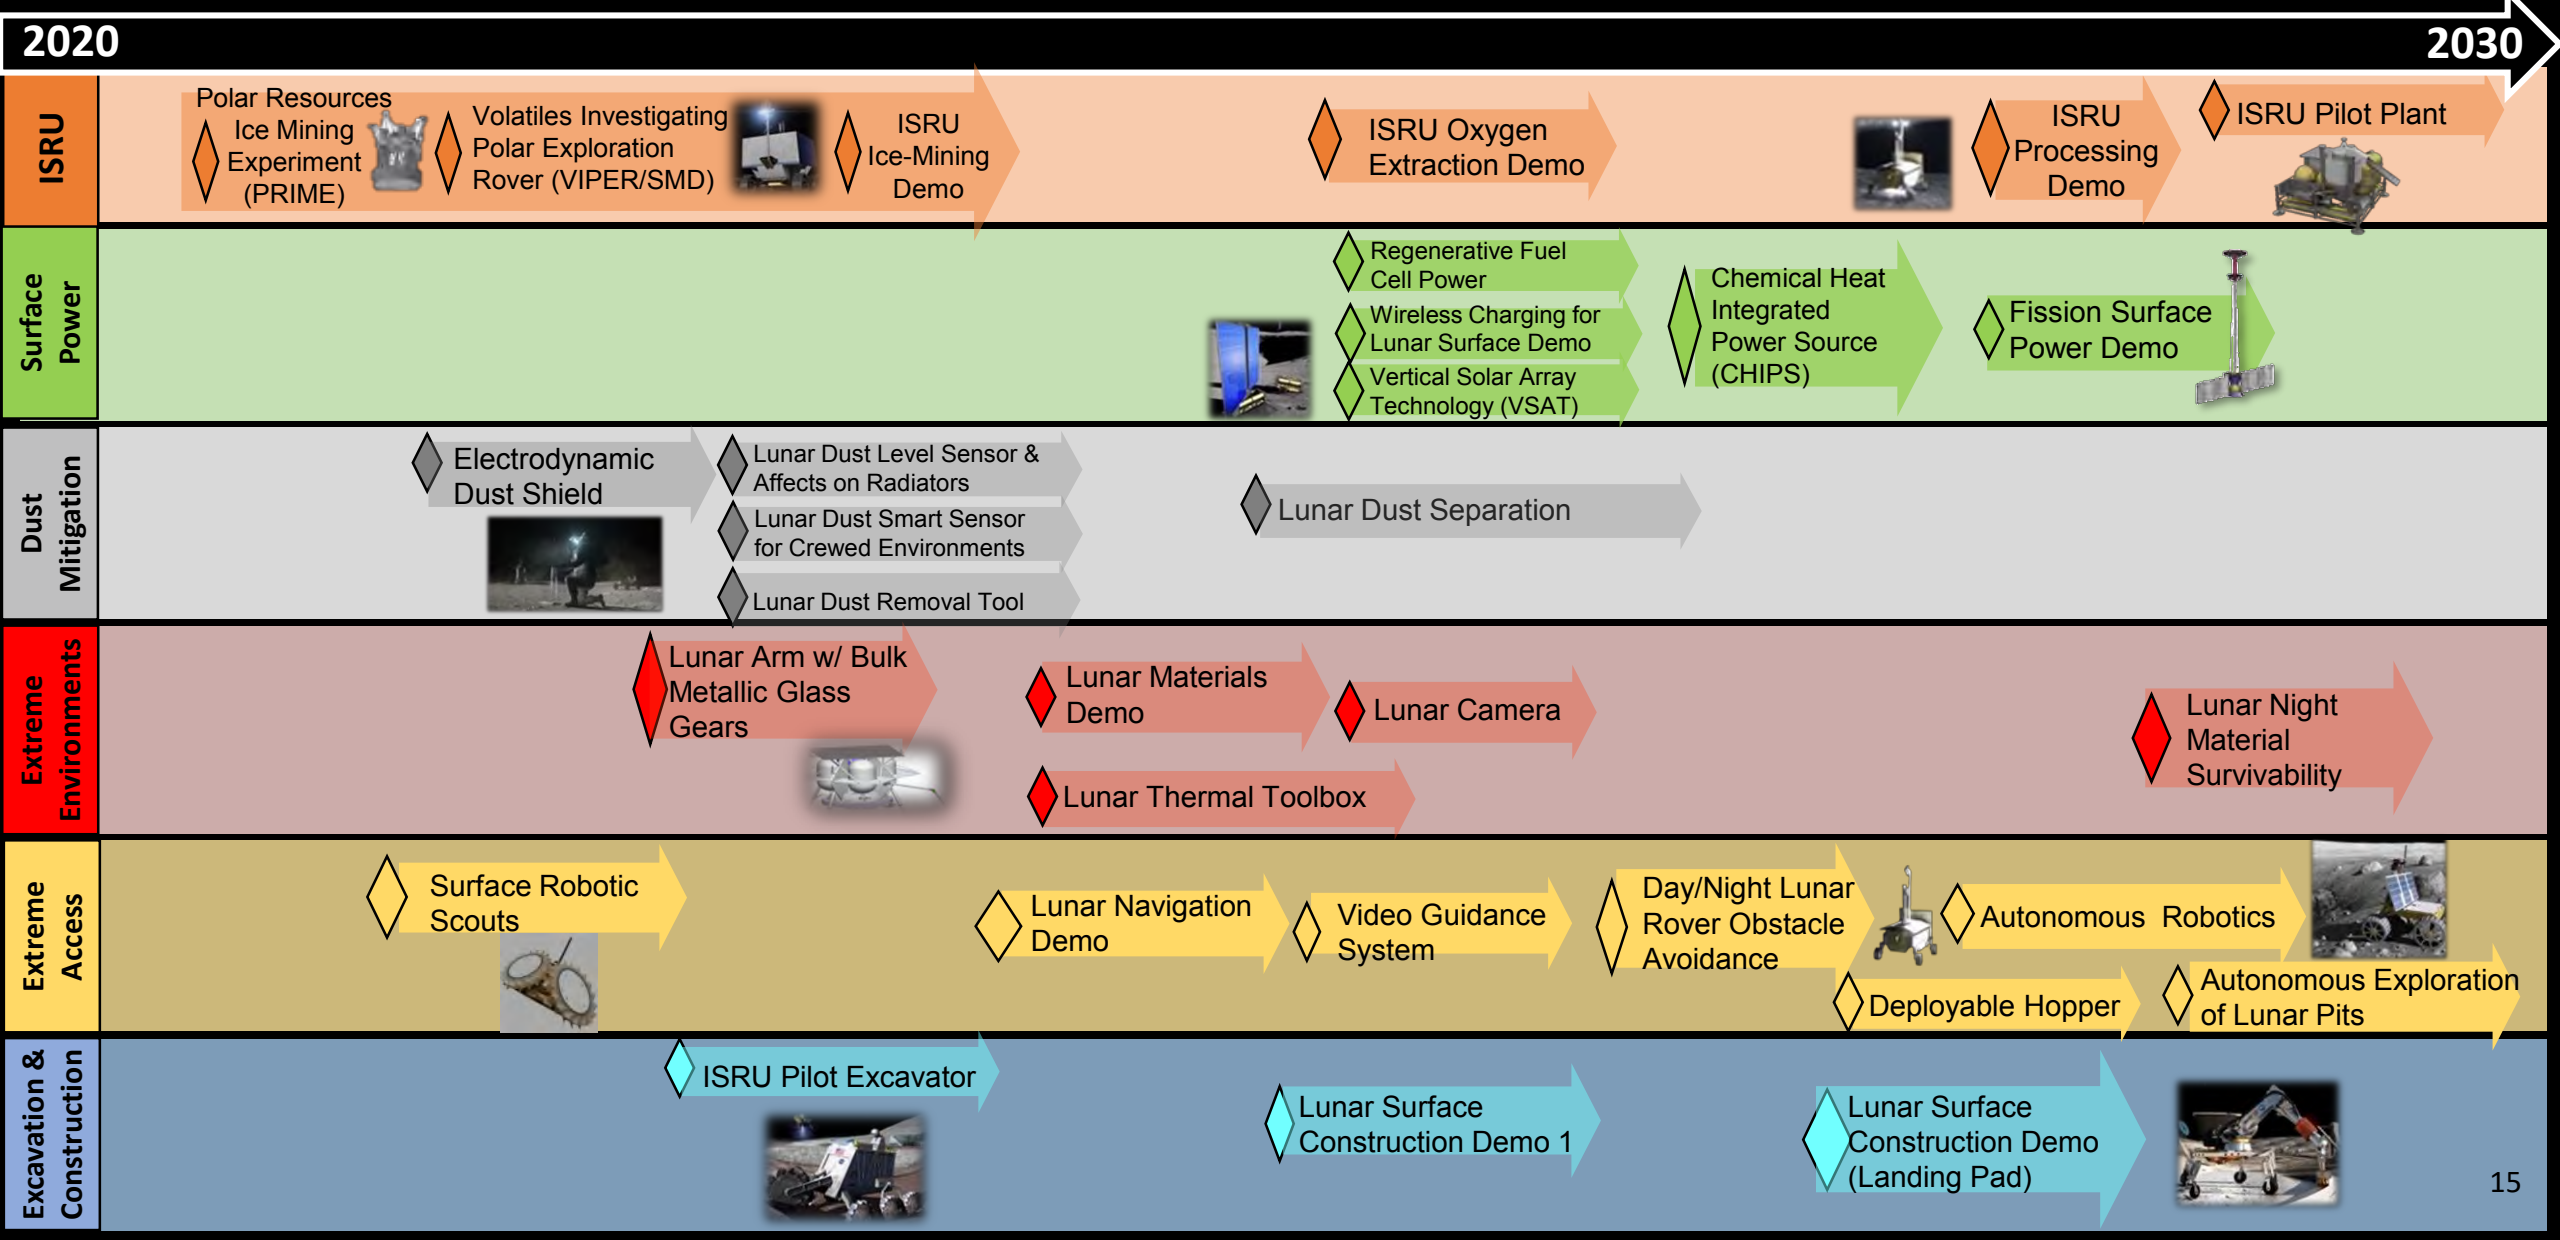 2020
2030
ISRU
Polar Resources
Ice Mining
Experiment
(PRIME)
Volatiles Investigating
Polar Exploration
Rover (VIPER/SMD)
ISRU
Ice-Mining
Demo
ISRU Oxygen
Extraction Demo
ISRU
Processing
Demo
ISRU Pilot Plant
Surface
Power
Regenerative Fuel
Cell Power
Wireless Charging for
Lunar Surface Demo
Vertical Solar Array
Technology (VSAT)
Chemical Heat
Integrated
Power Source
(CHIPS)
Fission Surface
Power Demo
Dust
Mitigation
Electrodynamic
Dust Shield
Lunar Dust Level Sensor &
Affects on Radiators
Lunar Dust Smart Sensor
for Crewed Environments
Lunar Dust Removal Tool
Lunar Dust Separation
Extreme
Environments
Lunar Arm w/ Bulk
Metallic Glass
Gears
Lunar Materials
Demo
Lunar Camera
Lunar Thermal Toolbox
Lunar Night
Material
Survivability
Extreme
Access
Surface Robotic
Scouts
Lunar Navigation
Demo
Video Guidance
System
Day/Night Lunar
Rover Obstacle
Avoidance
Autonomous Robotics
Deployable Hopper
Autonomous Exploration
of Lunar Pits
Excavation &
Construction
ISRU Pilot Excavator
Lunar Surface
Construction Demo 1
Lunar Surface
Construction Demo
(Landing Pad)
15